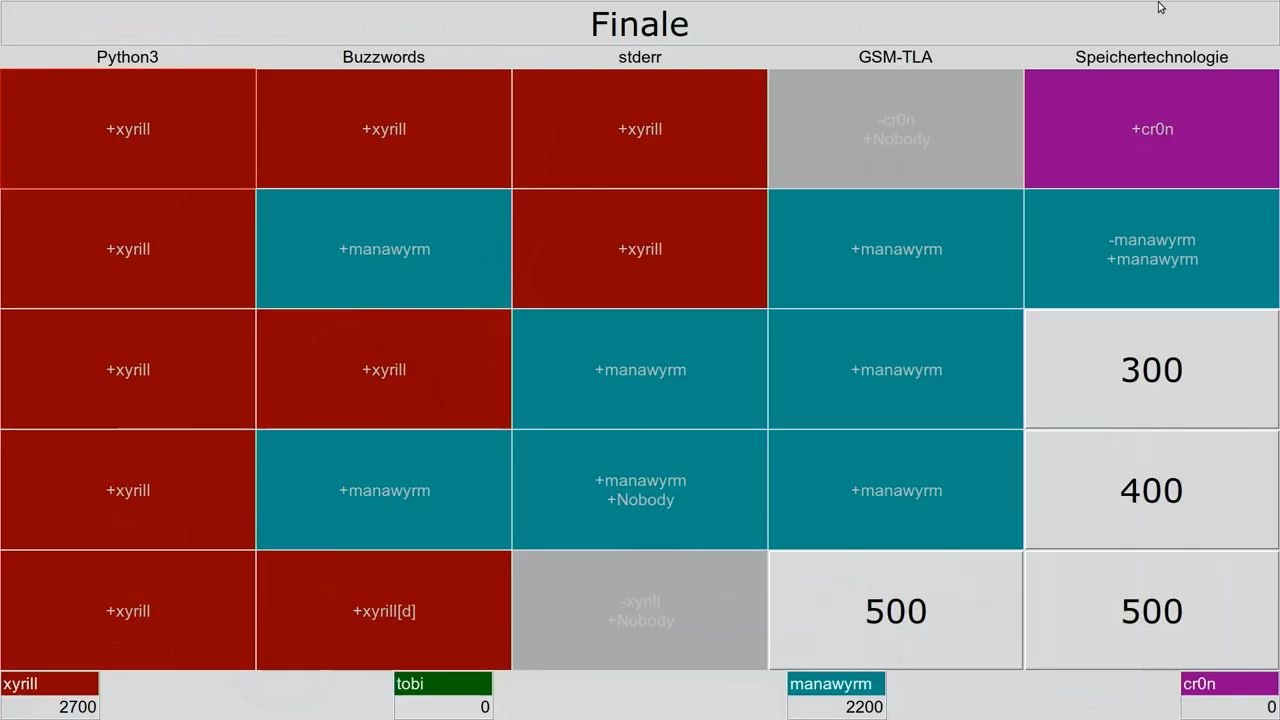 Finale
Python3 Buzzwords stderr GSM-TLA Speichertechnologie
+xyrill +xyrill +xyrill -cr0n +cr0n
+Nobody
+xyrill +manawyrm +xyrill +manawyrm -manawyrm
+manawyrm
+xyrill +xyrill +manawyrm +manawyrm 300
+xyrill +manawyrm +manawyrm +manawyrm 400
+Nobody
+xyrill +xyrill[d] -xyrill 500 500
+Nobody
xyrill tobi manawyrm cr0n
2700 0 2200 0